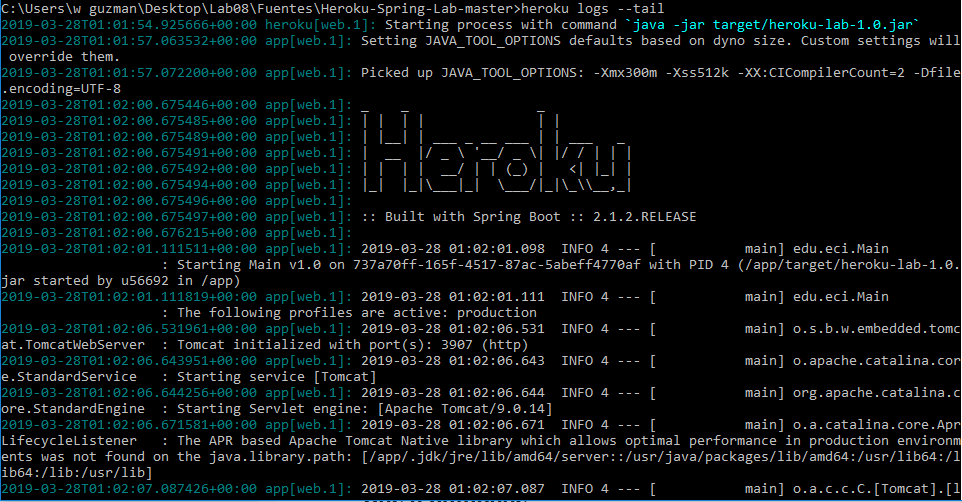 C:\Users\w guzman\Desktop\Lab08\Fuentes\Heroku-Spring-Lab-master>heroku logs --tail
2019-03-28T01:01:54.925666+00:00 heroku[web.1]: Starting process with command `java -jar target/heroku-lab-1.0.jar`
2019-03-28T01:01:57.063532+00:00 app[web.1]: Setting JAVA_TOOL_OPTIONS defaults based on dyno size. Custom settings will
 override them.
2019-03-28T01:01:57.072200+00:00 app[web.1]: Picked up JAVA_TOOL_OPTIONS: -Xmx300m -Xss512k -XX:CICompilerCount=2 -Dfile
.encoding=UTF-8
2019-03-28T01:02:00.675446+00:00 app[web.1]:  _    _                _
2019-03-28T01:02:00.675485+00:00 app[web.1]: | |  | |              | |
2019-03-28T01:02:00.675489+00:00 app[web.1]: | |__| | ___ _ __ ___ | | ___   _
2019-03-28T01:02:00.675491+00:00 app[web.1]: |  __  |/ _ \ '__/ _ \| |/ / | | |
2019-03-28T01:02:00.675492+00:00 app[web.1]: | |  | |  __/ | | (_) |   <| |_| |
2019-03-28T01:02:00.675494+00:00 app[web.1]: |_|  |_|\___|_|  \___/|_|\_\\__,_|
2019-03-28T01:02:00.675496+00:00 app[web.1]:
2019-03-28T01:02:00.675497+00:00 app[web.1]: :: Built with Spring Boot :: 2.1.2.RELEASE
2019-03-28T01:02:00.676215+00:00 app[web.1]:
2019-03-28T01:02:01.111511+00:00 app[web.1]: 2019-03-28 01:02:01.098  INFO 4 --- [           main] edu.eci.Main
                    : Starting Main v1.0 on 737a70ff-165f-4517-87ac-5abeff4770af with PID 4 (/app/target/heroku-lab-1.0.
jar started by u56692 in /app)
2019-03-28T01:02:01.111819+00:00 app[web.1]: 2019-03-28 01:02:01.111  INFO 4 --- [           main] edu.eci.Main
                    : The following profiles are active: production
2019-03-28T01:02:06.531961+00:00 app[web.1]: 2019-03-28 01:02:06.531  INFO 4 --- [           main] o.s.b.w.embedded.tomc
at.TomcatWebServer  : Tomcat initialized with port(s): 3907 (http)
2019-03-28T01:02:06.643951+00:00 app[web.1]: 2019-03-28 01:02:06.643  INFO 4 --- [           main] o.apache.catalina.cor
e.StandardService   : Starting service [Tomcat]
2019-03-28T01:02:06.644256+00:00 app[web.1]: 2019-03-28 01:02:06.644  INFO 4 --- [           main] org.apache.catalina.c
ore.StandardEngine  : Starting Servlet engine: [Apache Tomcat/9.0.14]
2019-03-28T01:02:06.671581+00:00 app[web.1]: 2019-03-28 01:02:06.671  INFO 4 --- [           main] o.a.catalina.core.Apr
LifecycleListener   : The APR based Apache Tomcat Native library which allows optimal performance in production environm
ents was not found on the java.library.path: [/app/.jdk/jre/lib/amd64/server::/usr/java/packages/lib/amd64:/usr/lib64:/l
ib64:/lib:/usr/lib]
2019-03-28T01:02:07.087426+00:00 app[web.1]: 2019-03-28 01:02:07.087  INFO 4 --- [           main] o.a.c.c.C.[Tomcat].[l